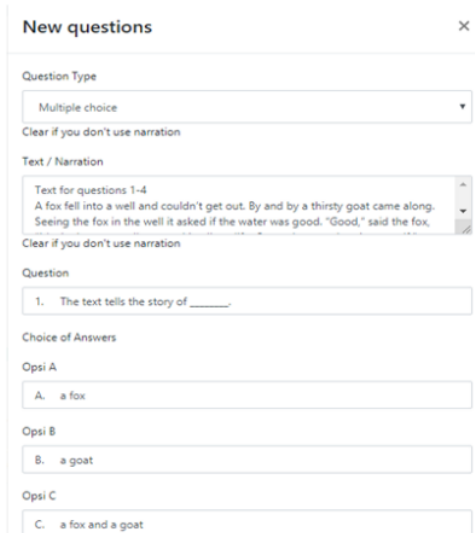 New questions ×
Question Type
Multiple choice
Clear if you don't use narration
Text / Narration
Text for questions 1-4
A fox fell into a well and couldn't get out. By and by a thirsty goat came along.
Seeing the fox in the well it asked if the water was good. "Good," said the fox,
Clear if you don't use narration
Question
1. The text tells the story of _______.
Choice of Answers
Opsi A
A. a fox
Opsi B
B. a goat
Opsi C
C. a fox and a goat